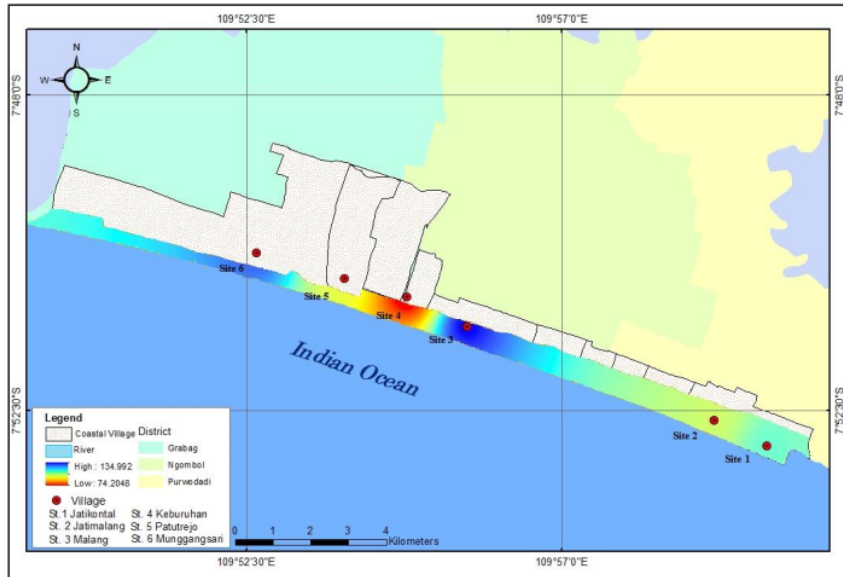 109°52'30"E
109°57'0"E
N
W
E
S
7°48'0"S
7°48'0"S
Site 6
Site 5
Site 4
Site 3
Indian Ocean
7°52'30"S
7°52'30"S
Site 2
Site 1
Legend
Coastal Village
River
High : 134.992
Low : 74.2048
District
Grabag
Ngombol
Purwodadi
Village
St.1 Jatikontal
St. 4 Keburuhan
St. 2 Jatimalang
St. 5 Patutrejo
St. 3 Malang
St. 6 Munggangsari
0 1 2 3 4
Kilometers
109°52'30"E
109°57'0"E